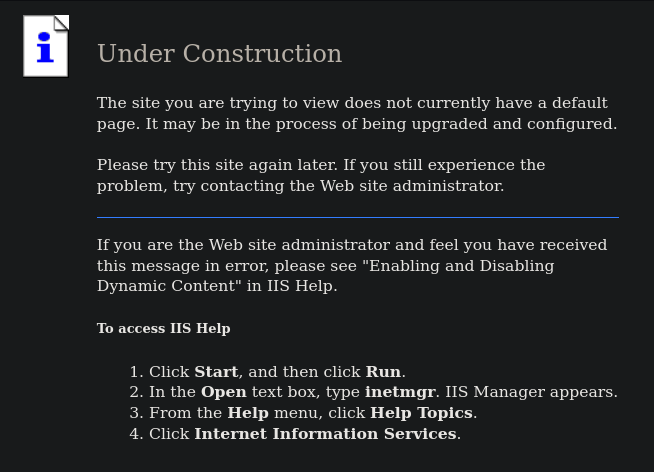 Under Construction
The site you are trying to view does not currently have a default
page. It may be in the process of being upgraded and configured.
Please try this site again later. If you still experience the
problem, try contacting the Web site administrator.
If you are the Web site administrator and feel you have received
this message in error, please see "Enabling and Disabling
Dynamic Content" in IIS Help.
To access IIS Help
1. Click Start, and then click Run.
2. In the Open text box, type inetmgr. IIS Manager appears.
3. From the Help menu, click Help Topics.
4. Click Internet Information Services.